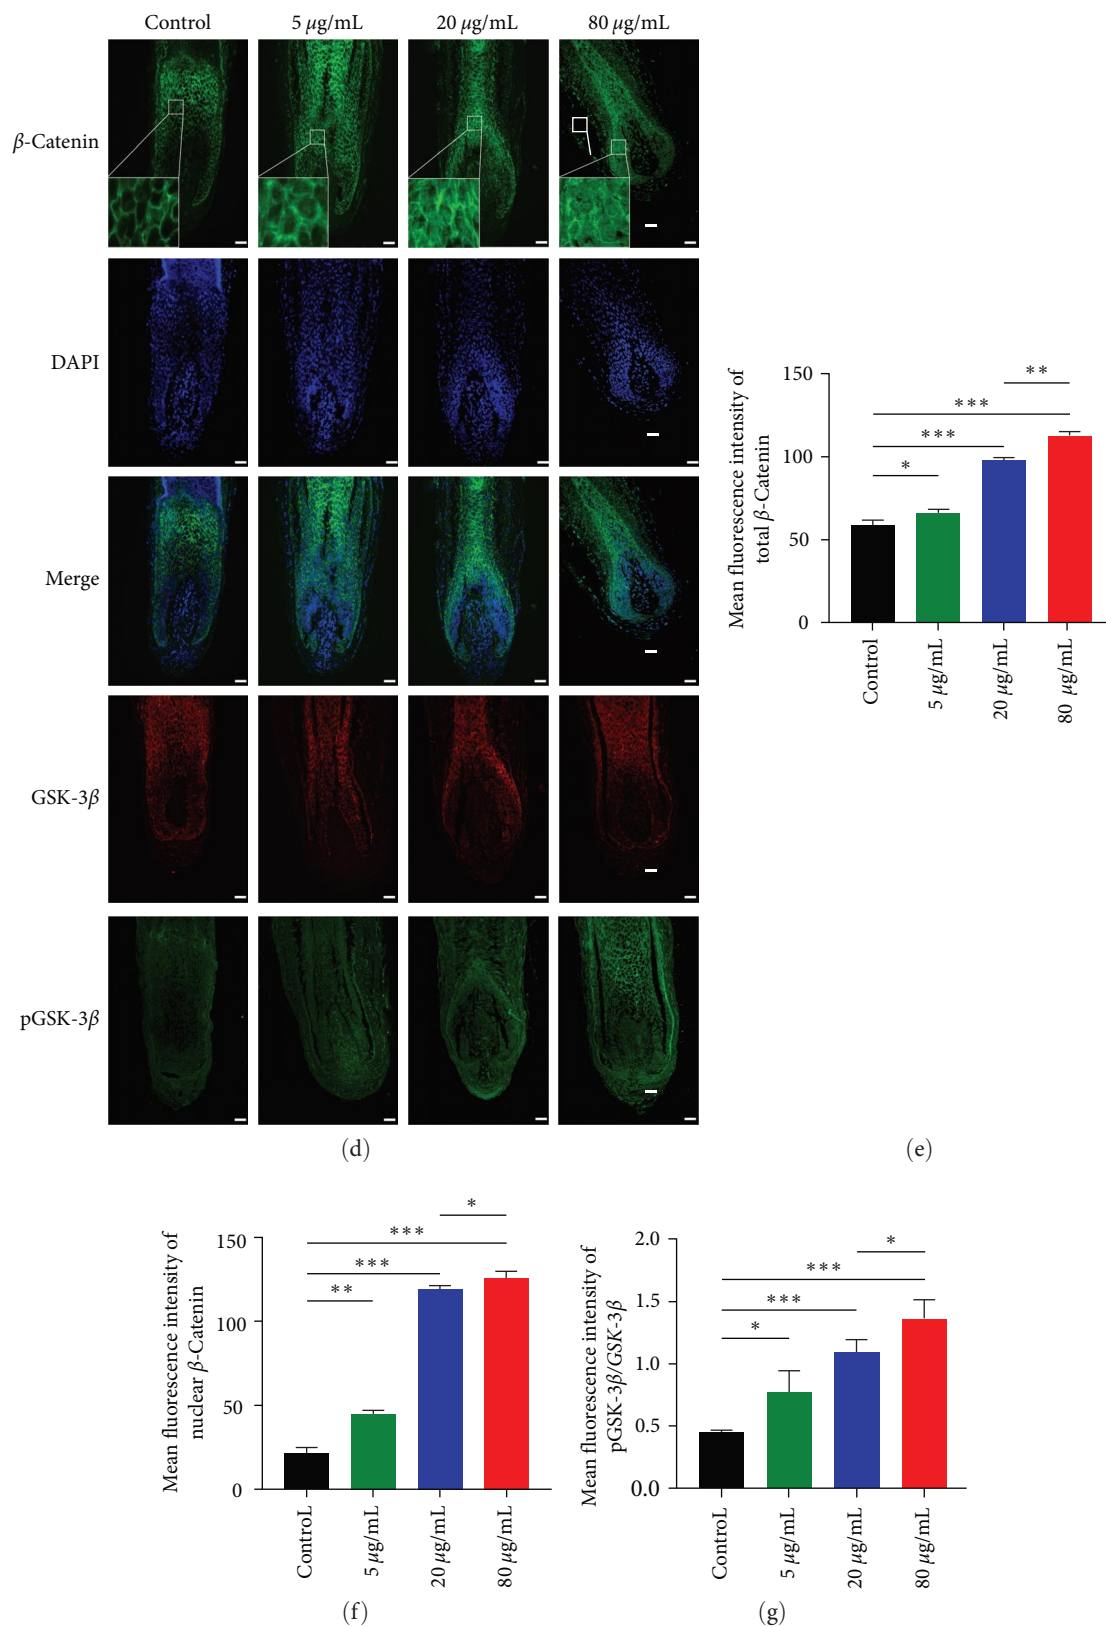 Control
5 µg/mL
20 µg/mL
80 µg/mL
β-Catenin
DAPI
Merge
GSK-3β
pGSK-3β
(d)
Mean fluorescence intensity of
total β-Catenin
150
100
50
0
*
***
***
**
Control
5 µg/mL
20 µg/mL
80 µg/mL
(e)
Mean fluorescence intensity of
nuclear β-Catenin
150
100
50
0
**
***
***
*
ControL
5 µg/mL
20 µg/mL
80 µg/mL
(f)
Mean fluorescence intensity of
pGSK-3β/GSK-3β
2.0
1.5
1.0
0.5
0.0
*
***
***
*
ControL
5 µg/mL
20 µg/mL
80 µg/mL
(g)